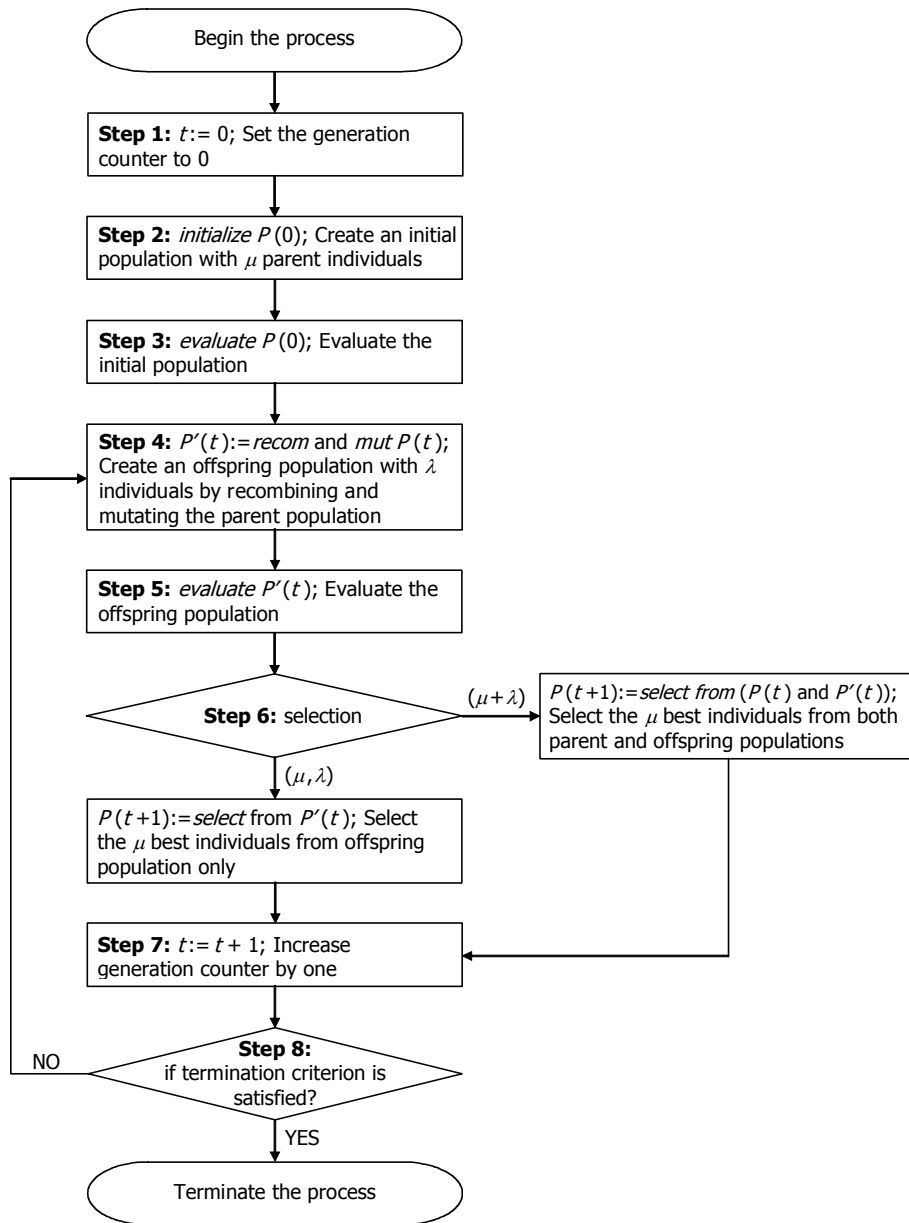 Begin the process
Step 1: t:= 0; Set the generation
counter to 0
Step 2: initialize P(0); Create an initial
population with μ parent individuals
Step 3: evaluate P(0); Evaluate the
initial population
Step 4: P′(t):=recom and mut P(t);
Create an offspring population with λ
individuals by recombining and
mutating the parent population
Step 5: evaluate P′(t); Evaluate the
offspring population
Step 6: selection
(μ+λ)
P(t+1):=select from (P(t) and P′(t));
Select the μ best individuals from both
parent and offspring populations
(μ,λ)
P(t+1):=select from P′(t); Select
the μ best individuals from offspring
population only
Step 7: t:= t + 1; Increase
generation counter by one
Step 8:
if termination criterion is
satisfied?
NO
YES
Terminate the process